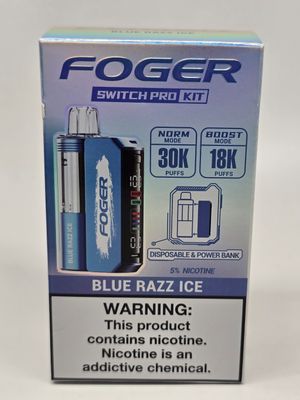 FOGER
SWITCH PRO KIT
NORM MODE
30K
PUFFS
BOOST MODE
18K
PUFFS
FOGER
BLUE RAZZ ICE
DISPOSABLE & POWER BANK
5% NICOTINE
BLUE RAZZ ICE
WARNING:
This product
contains nicotine.
Nicotine is an
addictive chemical.